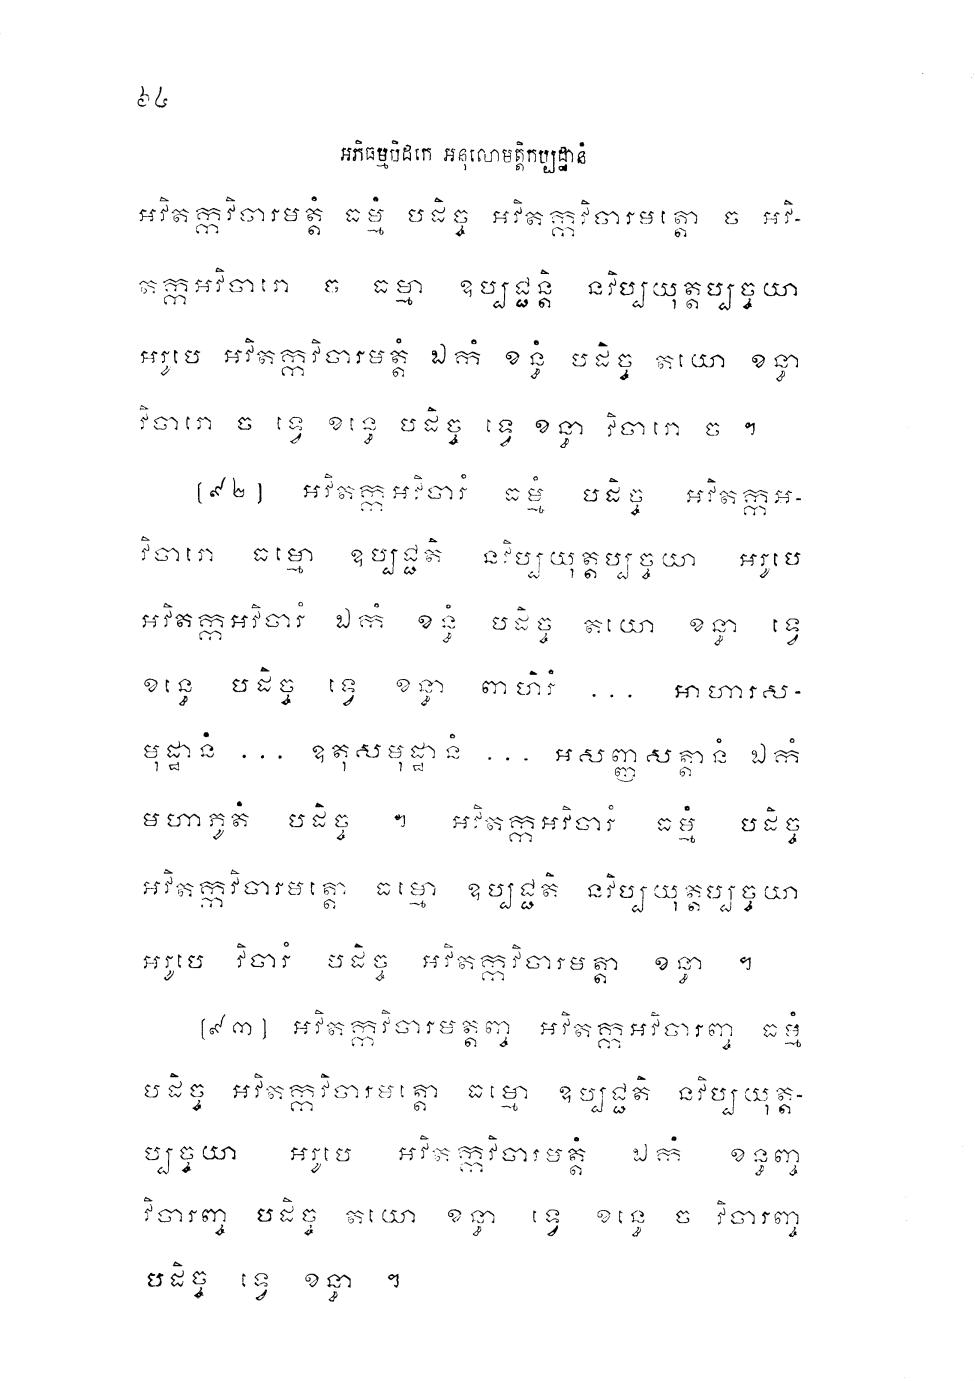 ៦៤
អភិធម្មបិដកេ អនុលោមត្តិកប្បដ្ឋានំ
អវិតក្កវិចារមត្តំ ធម្មំ បដិច្ច អវិតក្កវិចារមត្តោ ច អវិ-
តក្កអវិចារោ ច ធម្មា ឧប្បជ្ជន្តិ នវិប្បយុត្តប្បច្ចយា
អរូបេ អវិតក្កវិចារមត្តំ ឯកំ ខន្ធំ បដិច្ច តយោ ខន្ធា
វិចារោ ច ទ្វេ ខន្ធេ បដិច្ច ទ្វេ ខន្ធា វិចារោ ច ។
[៩២] អវិតក្កអវិចារំ ធម្មំ បដិច្ច អវិតក្កអ-
វិចារោ ធម្មោ ឧប្បជ្ជតិ នវិប្បយុត្តប្បច្ចយា អរូបេ
អវិតក្កអវិចារំ ឯកំ ខន្ធំ បដិច្ច តយោ ខន្ធា ទ្វេ
ខន្ធេ បដិច្ច ទ្វេ ខន្ធា ពាហិរំ ... អាហារស-
មុដ្ឋានំ ... ឧតុសមុដ្ឋានំ ... អសញ្ញសត្តានំ ឯកំ
មហាភូតំ បដិច្ច ។ អវិតក្កអវិចារំ ធម្មំ បដិច្ច
អវិតក្កវិចារមត្តោ ធម្មោ ឧប្បជ្ជតិ នវិប្បយុត្តប្បច្ចយា
អរូបេ វិចារំ បដិច្ច អវិតក្កវិចារមត្តា ខន្ធា ។
[៩៣] អវិតក្កវិចារមត្តញ្ច អវិតក្កអវិចារញ្ច ធម្មំ
បដិច្ច អវិតក្កវិចារមត្តោ ធម្មោ ឧប្បជ្ជតិ នវិប្បយុត្ត-
ប្បច្ចយា អរូបេ អវិតក្កវិចារមត្តំ ឯកំ ខន្ធញ្ច
វិចារញ្ច បដិច្ច តយោ ខន្ធា ទ្វេ ខន្ធេ ច វិចារញ្ច
បដិច្ច ទ្វេ ខន្ធា ។